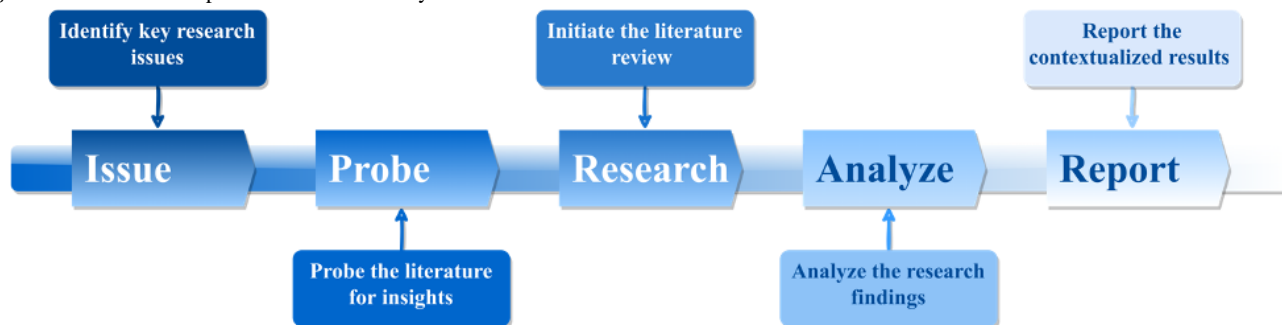 Identify key research
issues
Initiate the literature
review
Report the
contextualized results
Issue
Probe
Research
Analyze
Report
Probe the literature
for insights
Analyze the research
findings